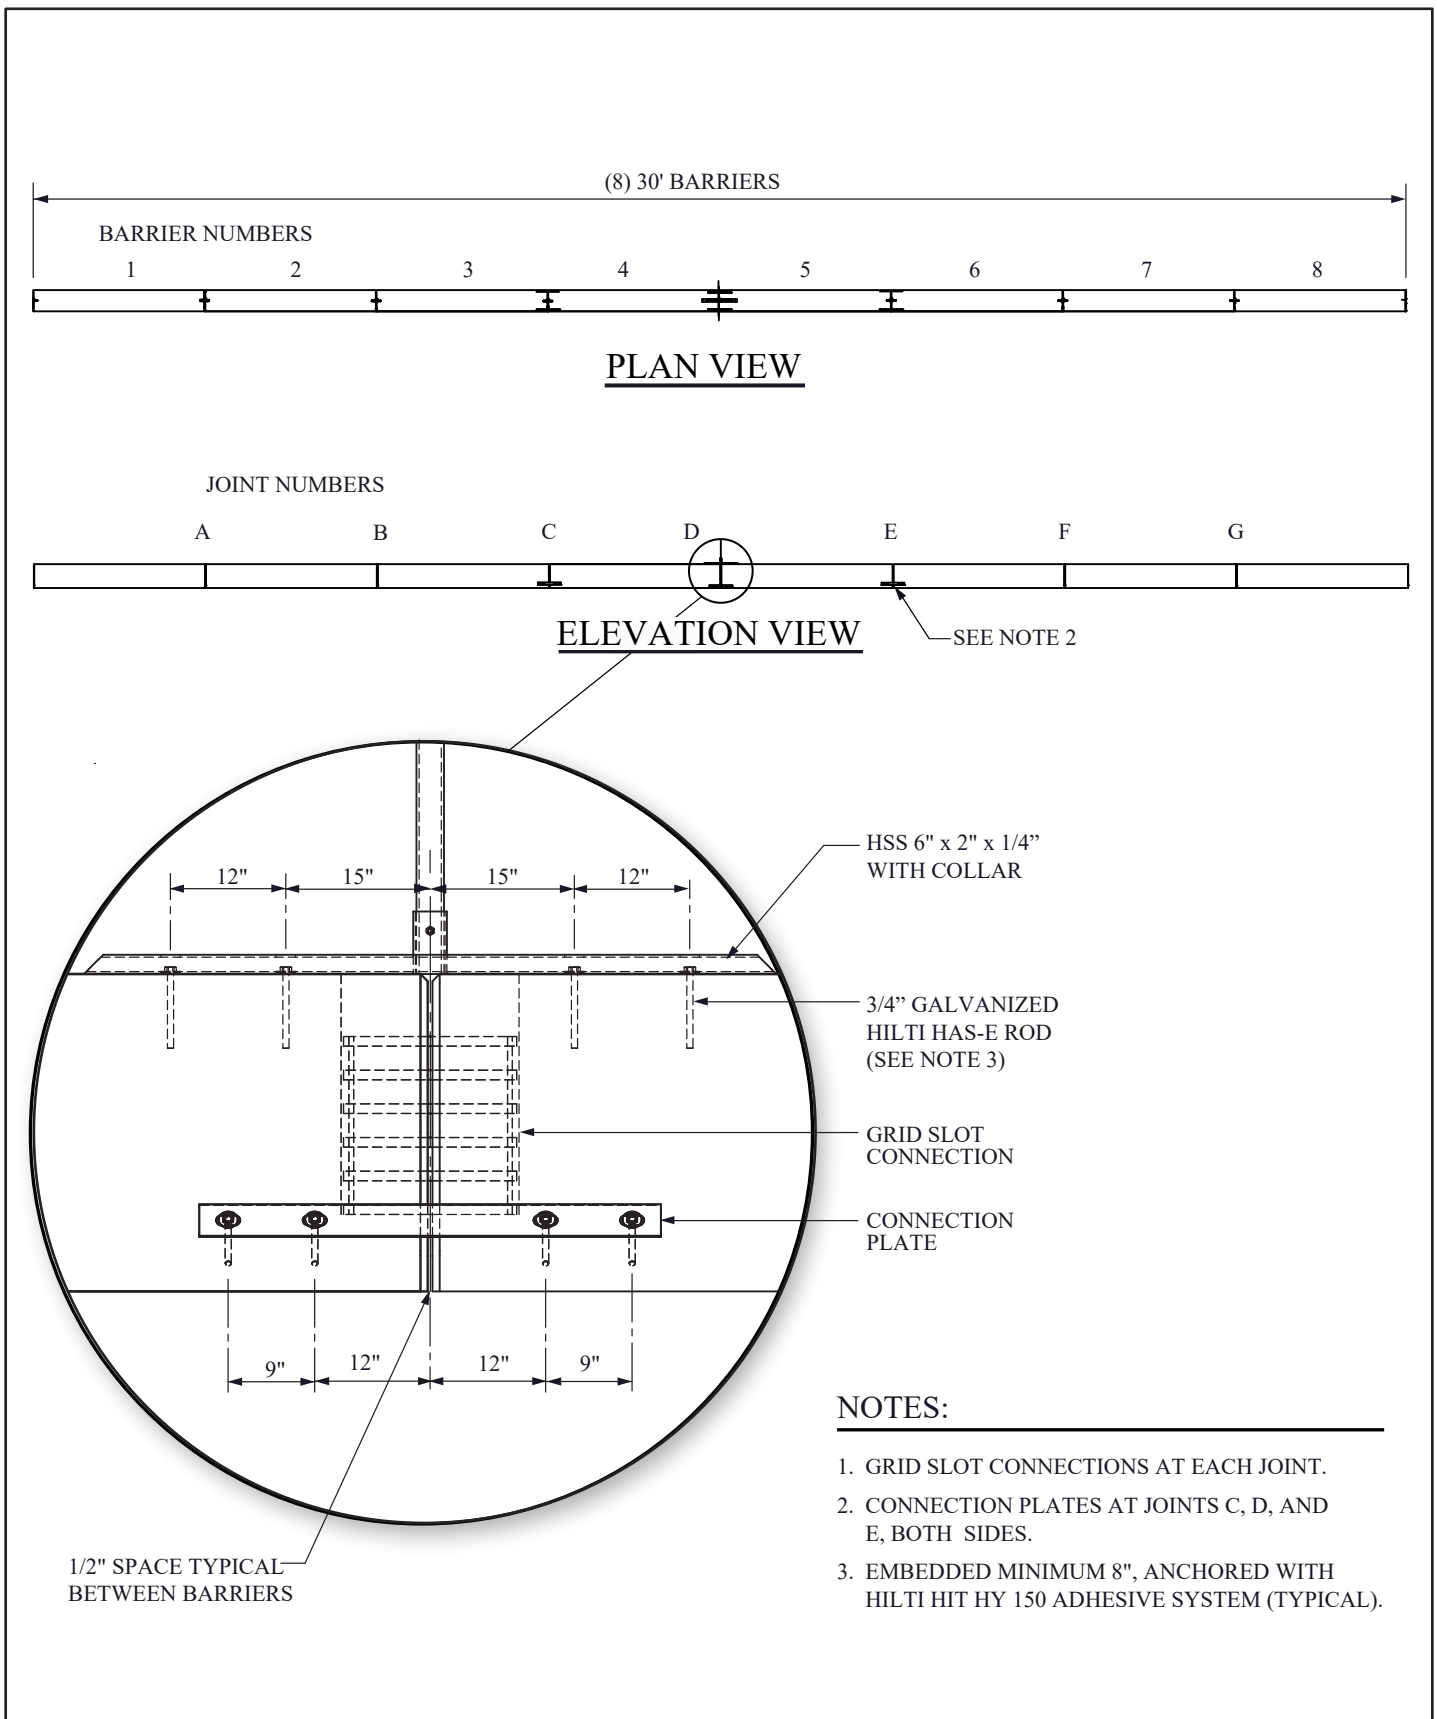 (8) 30' BARRIERS
BARRIER NUMBERS
1 2 3 4 5 6 7 8
PLAN VIEW
JOINT NUMBERS
A B C D E F G
ELEVATION VIEW
SEE NOTE 2
HSS 6" x 2" x 1/4”
WITH COLLAR
12" 15" 15" 12"
3/4” GALVANIZED
HILTI HAS-E ROD
(SEE NOTE 3)
GRID SLOT
CONNECTION
CONNECTION
PLATE
9" 12" 12" 9"
1/2" SPACE TYPICAL
BETWEEN BARRIERS
NOTES:
1. GRID SLOT CONNECTIONS AT EACH JOINT.
2. CONNECTION PLATES AT JOINTS C, D, AND
E, BOTH SIDES.
3. EMBEDDED MINIMUM 8", ANCHORED WITH
HILTI HIT HY 150 ADHESIVE SYSTEM (TYPICAL).